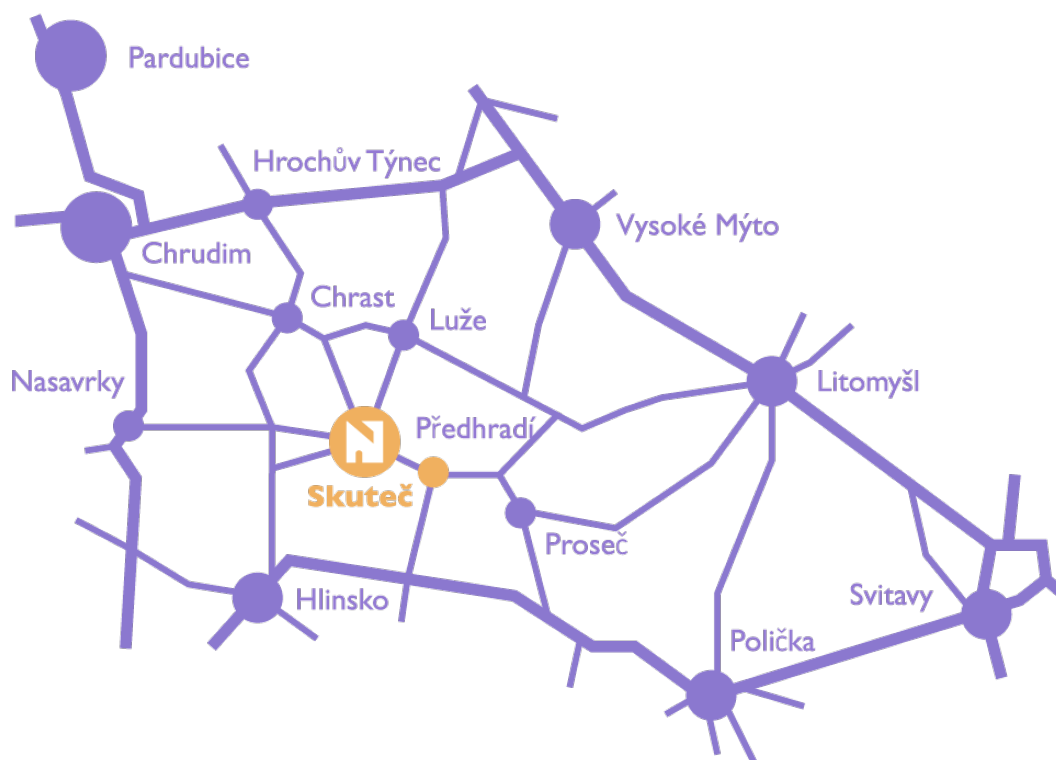 Pardubice
Hrochův Týnec
Vysoké Mýto
Chrudim
Chrast
Luže
Nasavrky
Litomyšl
Předhradí
Skuteč
Proseč
Hlinsko
Svitavy
Polička